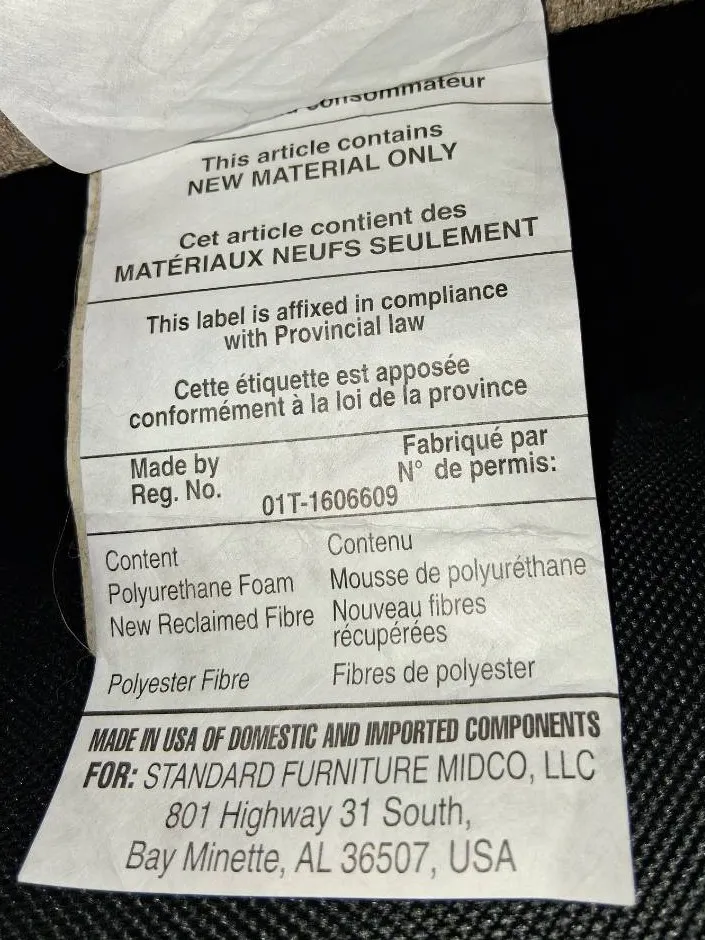 consommateur
This article contains
NEW MATERIAL ONLY
Cet article contient des
MATÉRIAUX NEUFS SEULEMENT
This label is affixed in compliance
with Provincial law
Cette étiquette est apposée
conformément à la loi de la province
Made by Fabriqué par
Reg. No. N° de permis:
01T-1606609
Content Contenu
Polyurethane Foam Mousse de polyuréthane
New Reclaimed Fibre Nouveau fibres
récupérées
Polyester Fibre Fibres de polyester
MADE IN USA OF DOMESTIC AND IMPORTED COMPONENTS
FOR: STANDARD FURNITURE MIDCO, LLC
801 Highway 31 South,
Bay Minette, AL 36507, USA